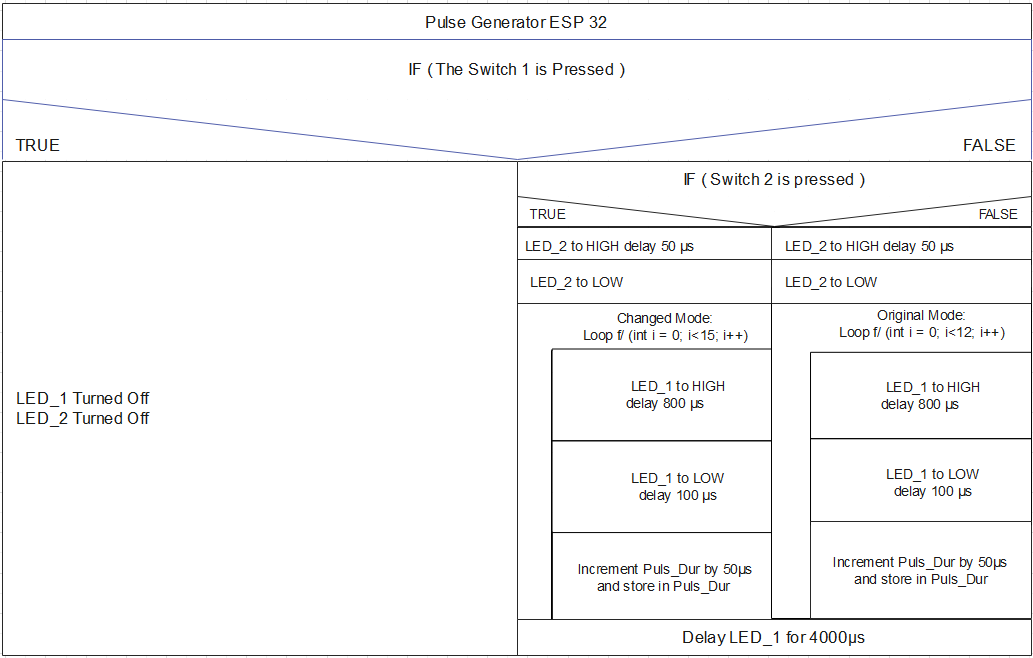 Pulse Generator ESP 32
IF ( The Switch 1 is Pressed )
TRUE
FALSE
LED_1 Turned Off
LED_2 Turned Off
IF ( Switch 2 is pressed )
TRUE
FALSE
LED_2 to HIGH delay 50 µs
LED_2 to LOW
Changed Mode:
Loop f/ (int i = 0; i<15; i++)
LED_1 to HIGH
delay 800 µs
LED_1 to LOW
delay 100 µs
Increment Puls_Dur by 50µs
and store in Puls_Dur
LED_2 to HIGH delay 50 µs
LED_2 to LOW
Original Mode:
Loop f/ (int i = 0; i<12; i++)
LED_1 to HIGH
delay 800 µs
LED_1 to LOW
delay 100 µs
Increment Puls_Dur by 50µs
and store in Puls_Dur
Delay LED_1 for 4000µs